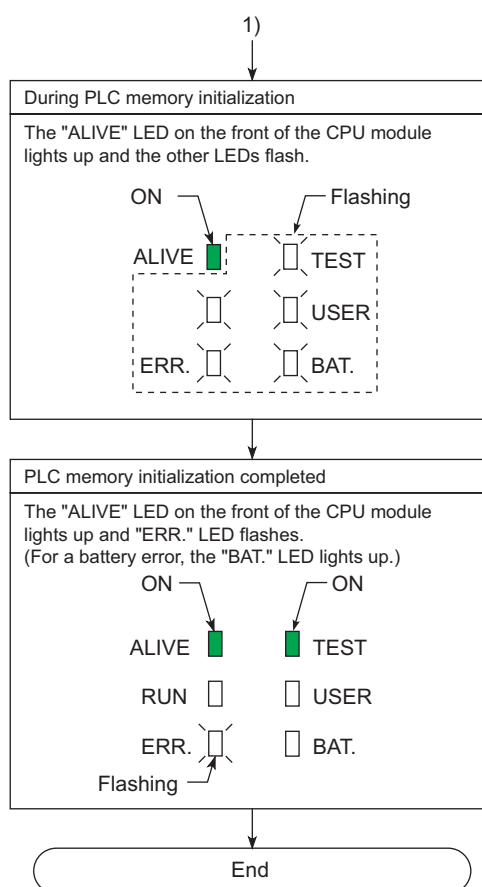 1)
During PLC memory initialization
The "ALIVE" LED on the front of the CPU module
lights up and the other LEDs flash.
ON Flashing
ALIVE TEST
USER
ERR. BAT.
PLC memory initialization completed
The "ALIVE" LED on the front of the CPU module
lights up and "ERR." LED flashes.
(For a battery error, the "BAT." LED lights up.)
ON ON
ALIVE TEST
RUN USER
ERR. BAT.
Flashing
End